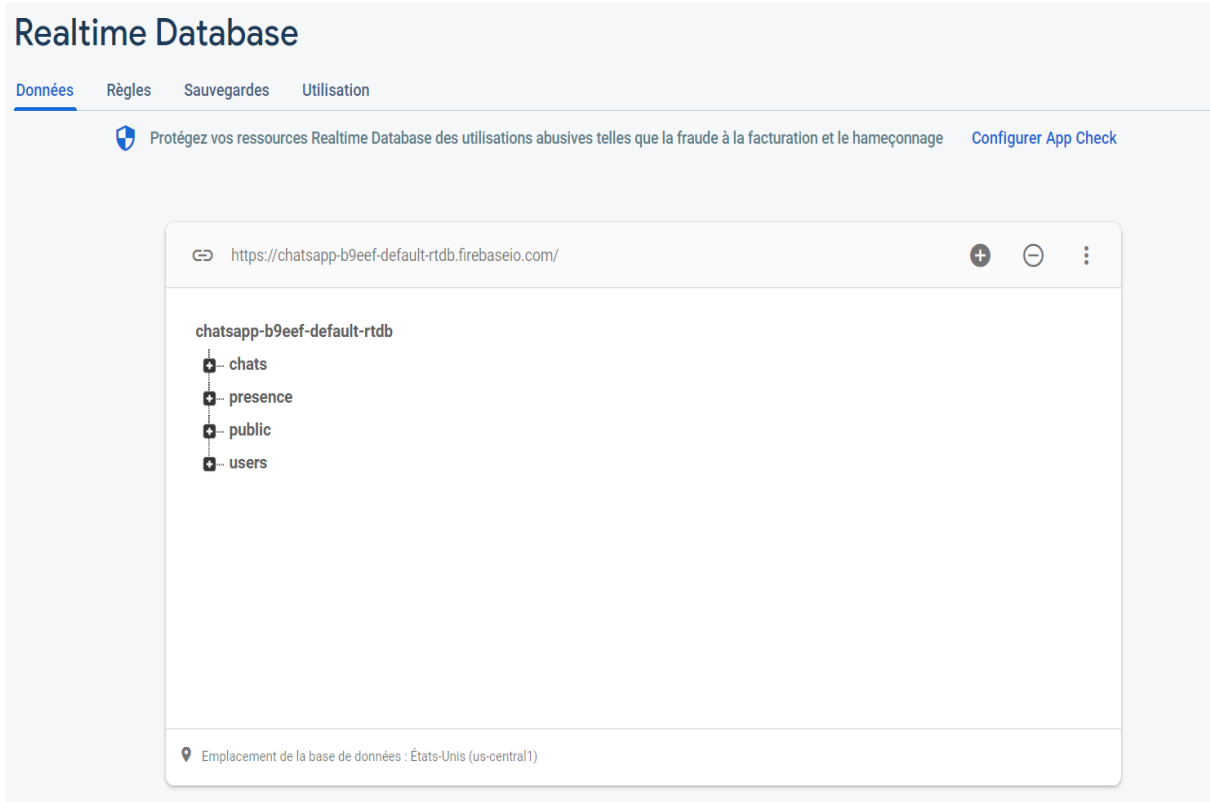 Realtime Database
Données Règles Sauvegardes Utilisation
Protégez vos ressources Realtime Database des utilisations abusives telles que la fraude à la facturation et le hameçonnage Configurer App Check
https://chatsapp-b9eef-default-rtdb.firebaseio.com/
chatsapp-b9eef-default-rtdb
chats
presence
public
users
Emplacement de la base de données : États-Unis (us-central1)